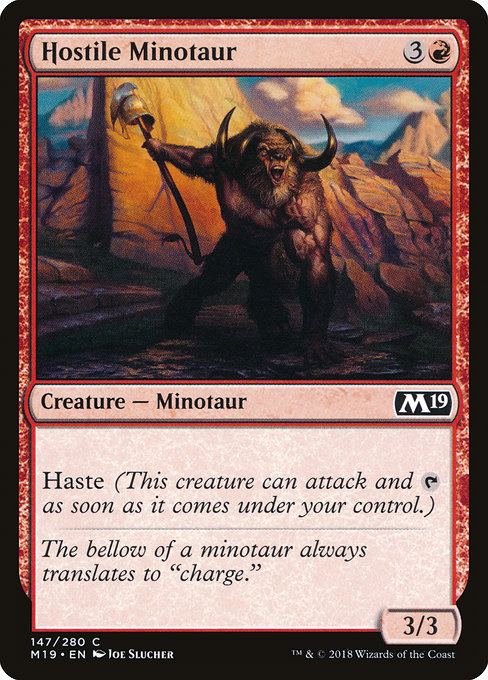 Hostile Minotaur 3
Creature — Minotaur M19
Haste (This creature can attack and
as soon as it comes under your control.)
The bellow of a minotaur always
translates to “charge.”
3/3
147/280 C
M19 • EN Joe Slucher
™ & © 2018 Wizards of the Coast